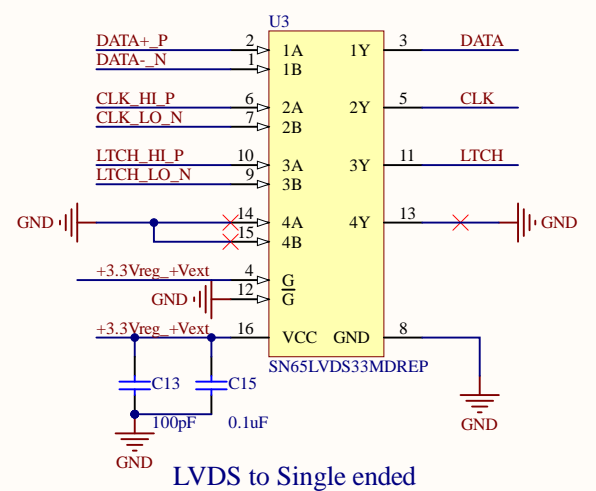 U3
DATA+_P 2 1A 1Y 3 DATA
DATA-_N 1 1B
CLK_HI_P 6 2A 2Y 5 CLK
CLK_LO_N 7 2B
LTCH_HI_P 10 3A 3Y 11 LTCH
LTCH_LO_N 9 3B
GND 14 4A 4Y 13 GND
15 4B
+3.3Vreg_+Vext 4 G
GND 12 G
+3.3Vreg_+Vext 16 VCC GND 8
SN65LVDS33MDREP
C13 C15
100pF 0.1uF
GND
GND
LVDS to Single ended